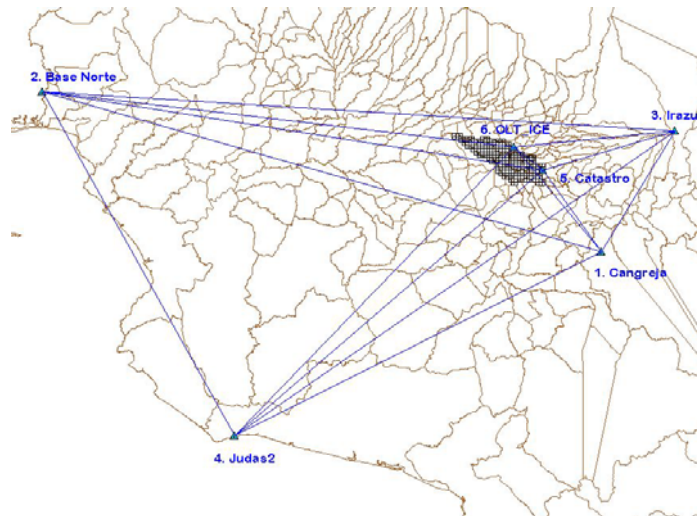 2. Base Norte
3. Irazu
6. OLT_ICE
5. Catastro
1. Cangreja
4. Judas2